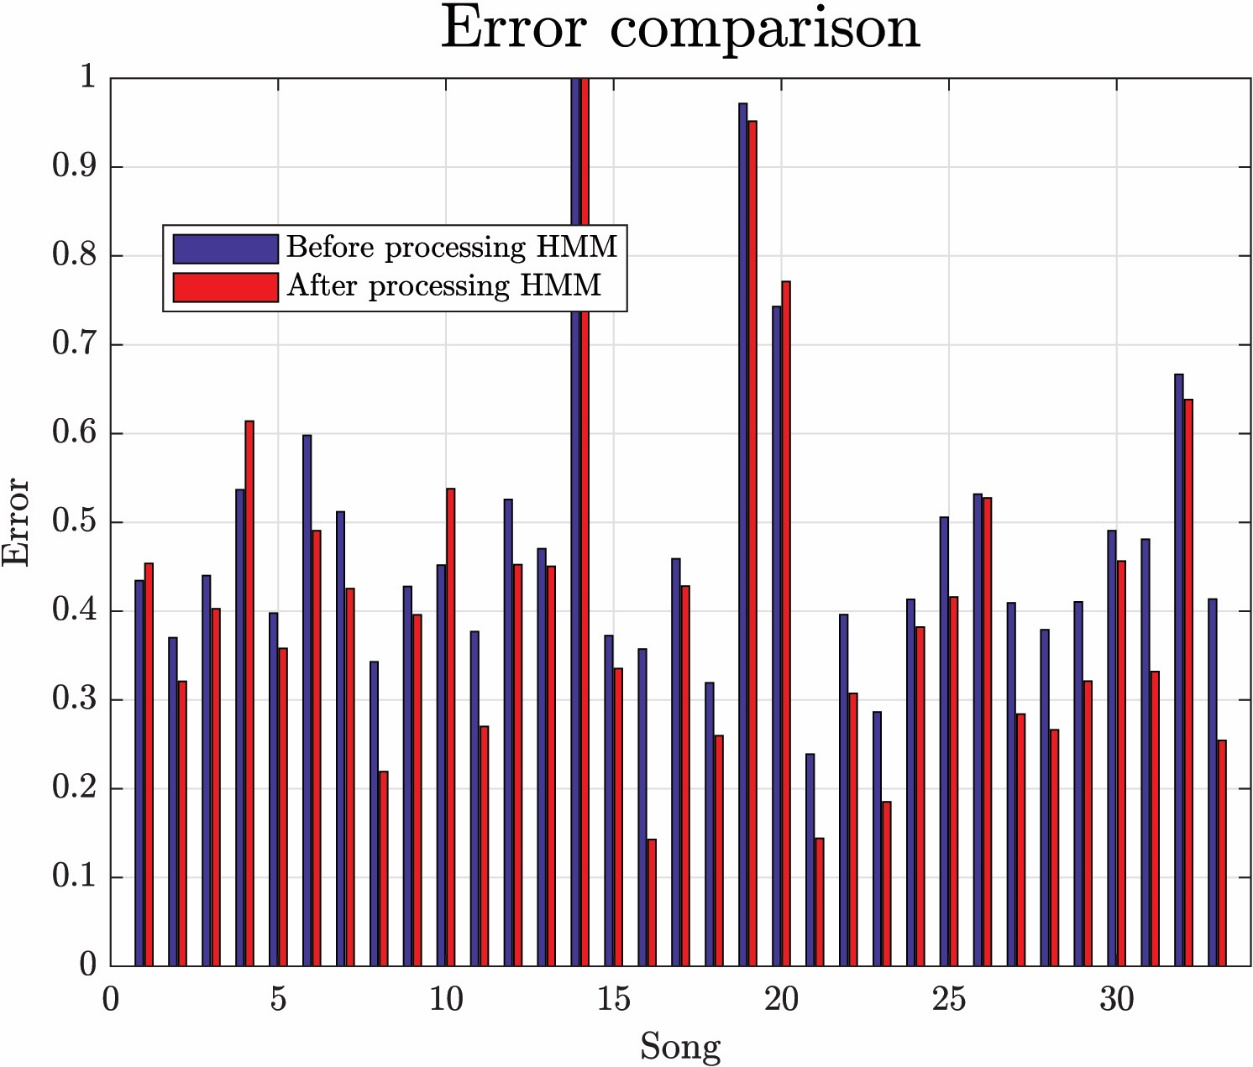 Error comparison
1
0.9
0.8
0.7
0.6
0.5
0.4
0.3
0.2
0.1
0
Error
Before processing HMM
After processing HMM
0 5 10 15 20 25 30
Song